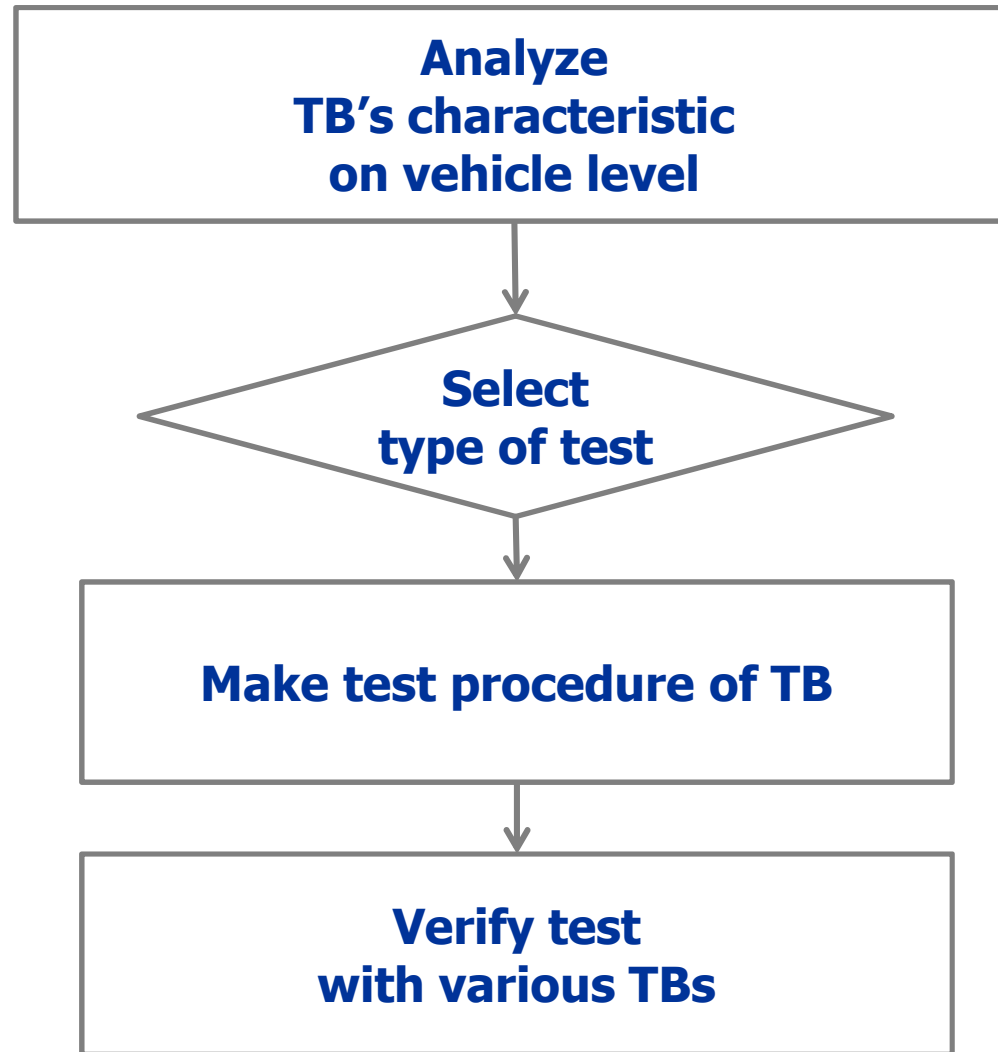 Analyze
TB’s characteristic
on vehicle level
Select
type of test
Make test procedure of TB
Verify test
with various TBs